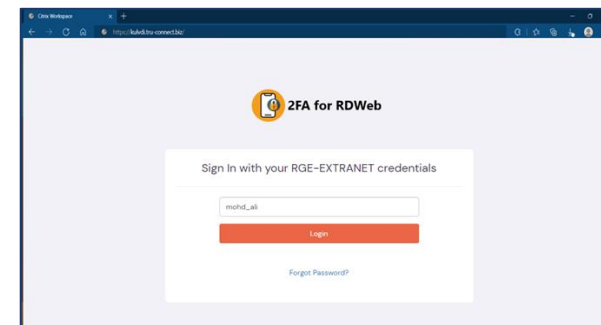 Citrix Workspace
https://kulvdi.tru-connect.biz/
2FA for RDWeb
Sign In with your RGE-EXTRANET credentials
mohd_ali
Login
Forgot Password?